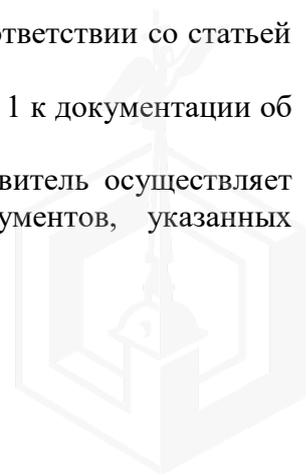 ответствии со статьей
1 к документации об
витель осуществляет
ументов, указанных